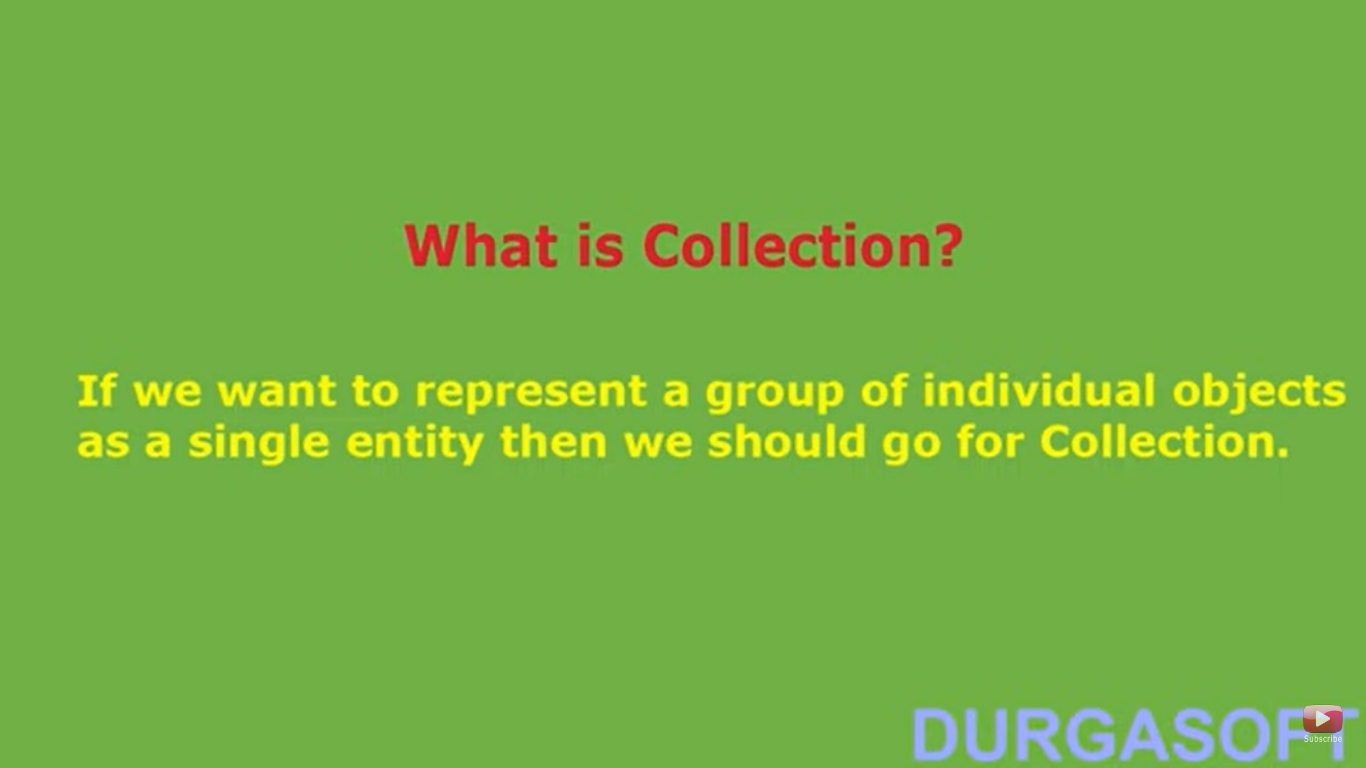 What is Collection?
If we want to represent a group of individual objects
as a single entity then we should go for Collection.
DURGASOFT
Subscribe